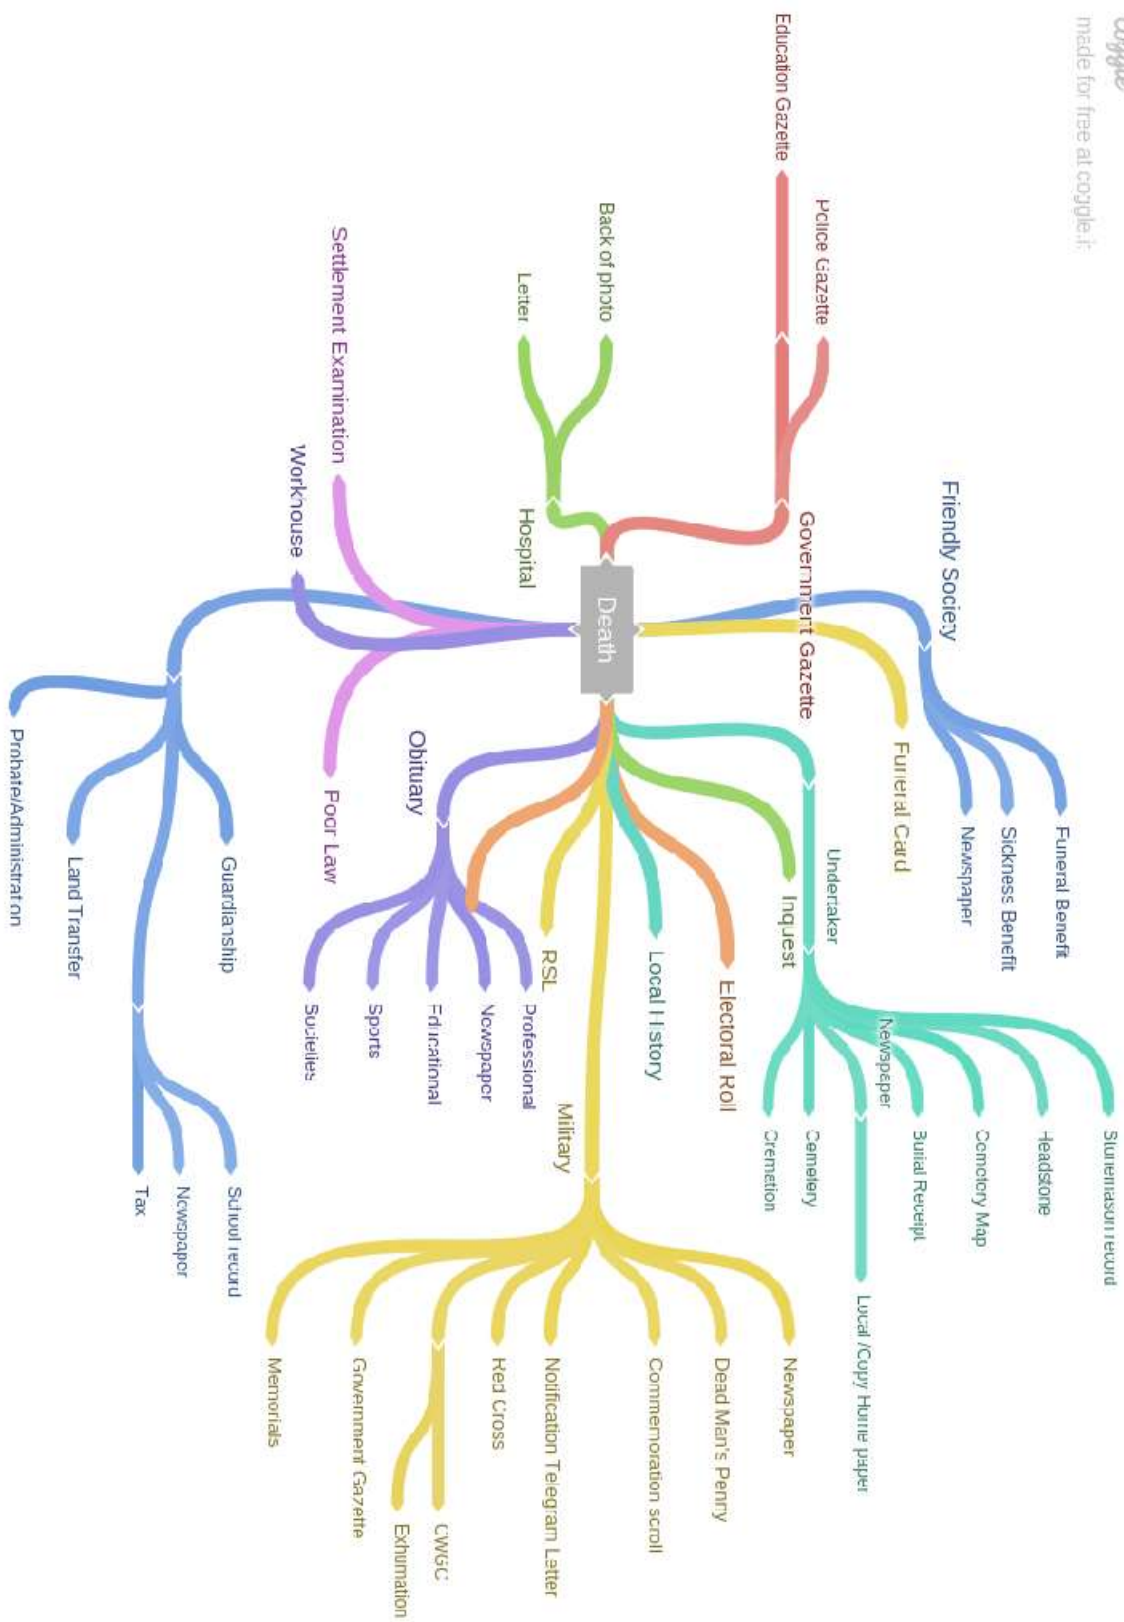 Coggle
made for free at coggle.it
Education Gazette
Police Gazette
Government Gazette
Back of photo
Letter
Hospital
Settlement Examination
Workhouse
Poor Law
Death
Friendly Society
Funeral Benefit
Sickness Benefit
Newspaper
Funeral Card
Undertaker
Stonemason record
Headstone
Cemetery Map
Burial Receipt
Newspaper
Local /Copy Home paper
Cemetery
Cremation
Inquest
Electoral Roll
Local History
Military
Newspaper
Dead Man's Penny
Commemoration scroll
Notification Telegram Letter
Red Cross
CWGC
Exhumation
Government Gazette
Memorials
RSL
Obituary
Professional
Newspaper
Educational
Sports
Societies
Guardianship
School record
Newspaper
Tax
Land Transfer
Probate/Administration